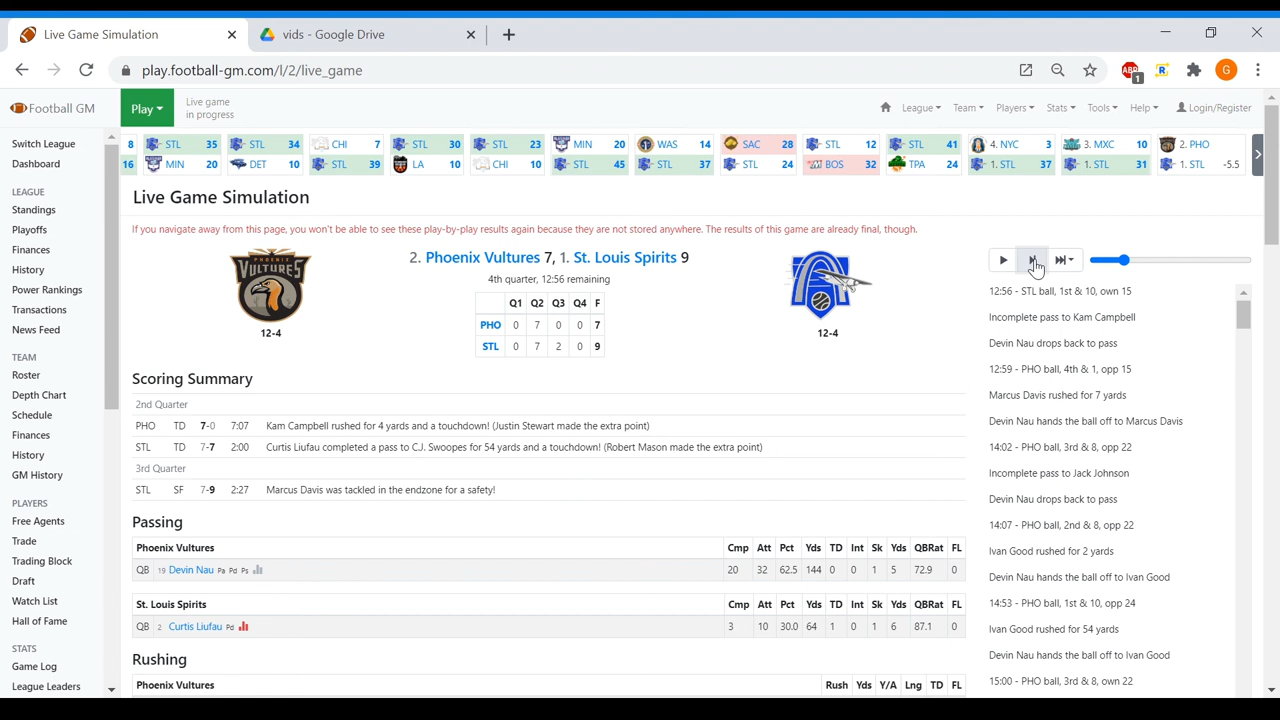 Live Game Simulation
vids - Google Drive
play.football-gm.com/l/2/live_game
ABP
1
R
G
Football GM
Play
Live game
in progress
League
Team
Players
Stats
Tools
Help
Login/Register
8 STL 35 STL 34 CHI 7 STL 30 STL 23 MIN 20 WAS 14 SAC 28 STL 12 STL 41 4. NYC 3 3. MXC 10 2. PHO
16 MIN 20 DET 10 STL 39 LA 10 CHI 10 STL 45 STL 37 STL 24 BOS 32 TPA 24 1. STL 37 1. STL 31 1. STL -5.5
Switch League
Dashboard
LEAGUE
Standings
Playoffs
Finances
History
Power Rankings
Transactions
News Feed
TEAM
Roster
Depth Chart
Schedule
Finances
History
GM History
PLAYERS
Free Agents
Trade
Trading Block
Draft
Watch List
Hall of Fame
STATS
Game Log
League Leaders
Live Game Simulation
If you navigate away from this page, you won't be able to see these play-by-play results again because they are not stored anywhere. The results of this game are already final, though.
PHOENIX
VULTURES
12-4
2. Phoenix Vultures 7, 1. St. Louis Spirits 9
4th quarter, 12:56 remaining
Q1 Q2 Q3 Q4 F
PHO 0 7 0 0 7
STL 0 7 2 0 9
12-4
Scoring Summary
2nd Quarter
PHO TD 7-0 7:07 Kam Campbell rushed for 4 yards and a touchdown! (Justin Stewart made the extra point)
STL TD 7-7 2:00 Curtis Liufau completed a pass to C.J. Swoopes for 54 yards and a touchdown! (Robert Mason made the extra point)
3rd Quarter
STL SF 7-9 2:27 Marcus Davis was tackled in the endzone for a safety!
Passing
Phoenix Vultures Cmp Att Pct Yds TD Int Sk Yds QBRat FL
QB 19 Devin Nau Pa Pd Ps 20 32 62.5 144 0 0 1 5 72.9 0
St. Louis Spirits Cmp Att Pct Yds TD Int Sk Yds QBRat FL
QB 2 Curtis Liufau Pd 3 10 30.0 64 1 0 1 6 87.1 0
Rushing
Phoenix Vultures Rush Yds Y/A Lng TD FL
12:56 - STL ball, 1st & 10, own 15
Incomplete pass to Kam Campbell
Devin Nau drops back to pass
12:59 - PHO ball, 4th & 1, opp 15
Marcus Davis rushed for 7 yards
Devin Nau hands the ball off to Marcus Davis
14:02 - PHO ball, 3rd & 8, opp 22
Incomplete pass to Jack Johnson
Devin Nau drops back to pass
14:07 - PHO ball, 2nd & 8, opp 22
Ivan Good rushed for 2 yards
Devin Nau hands the ball off to Ivan Good
14:53 - PHO ball, 1st & 10, opp 24
Ivan Good rushed for 54 yards
Devin Nau hands the ball off to Ivan Good
15:00 - PHO ball, 3rd & 8, own 22